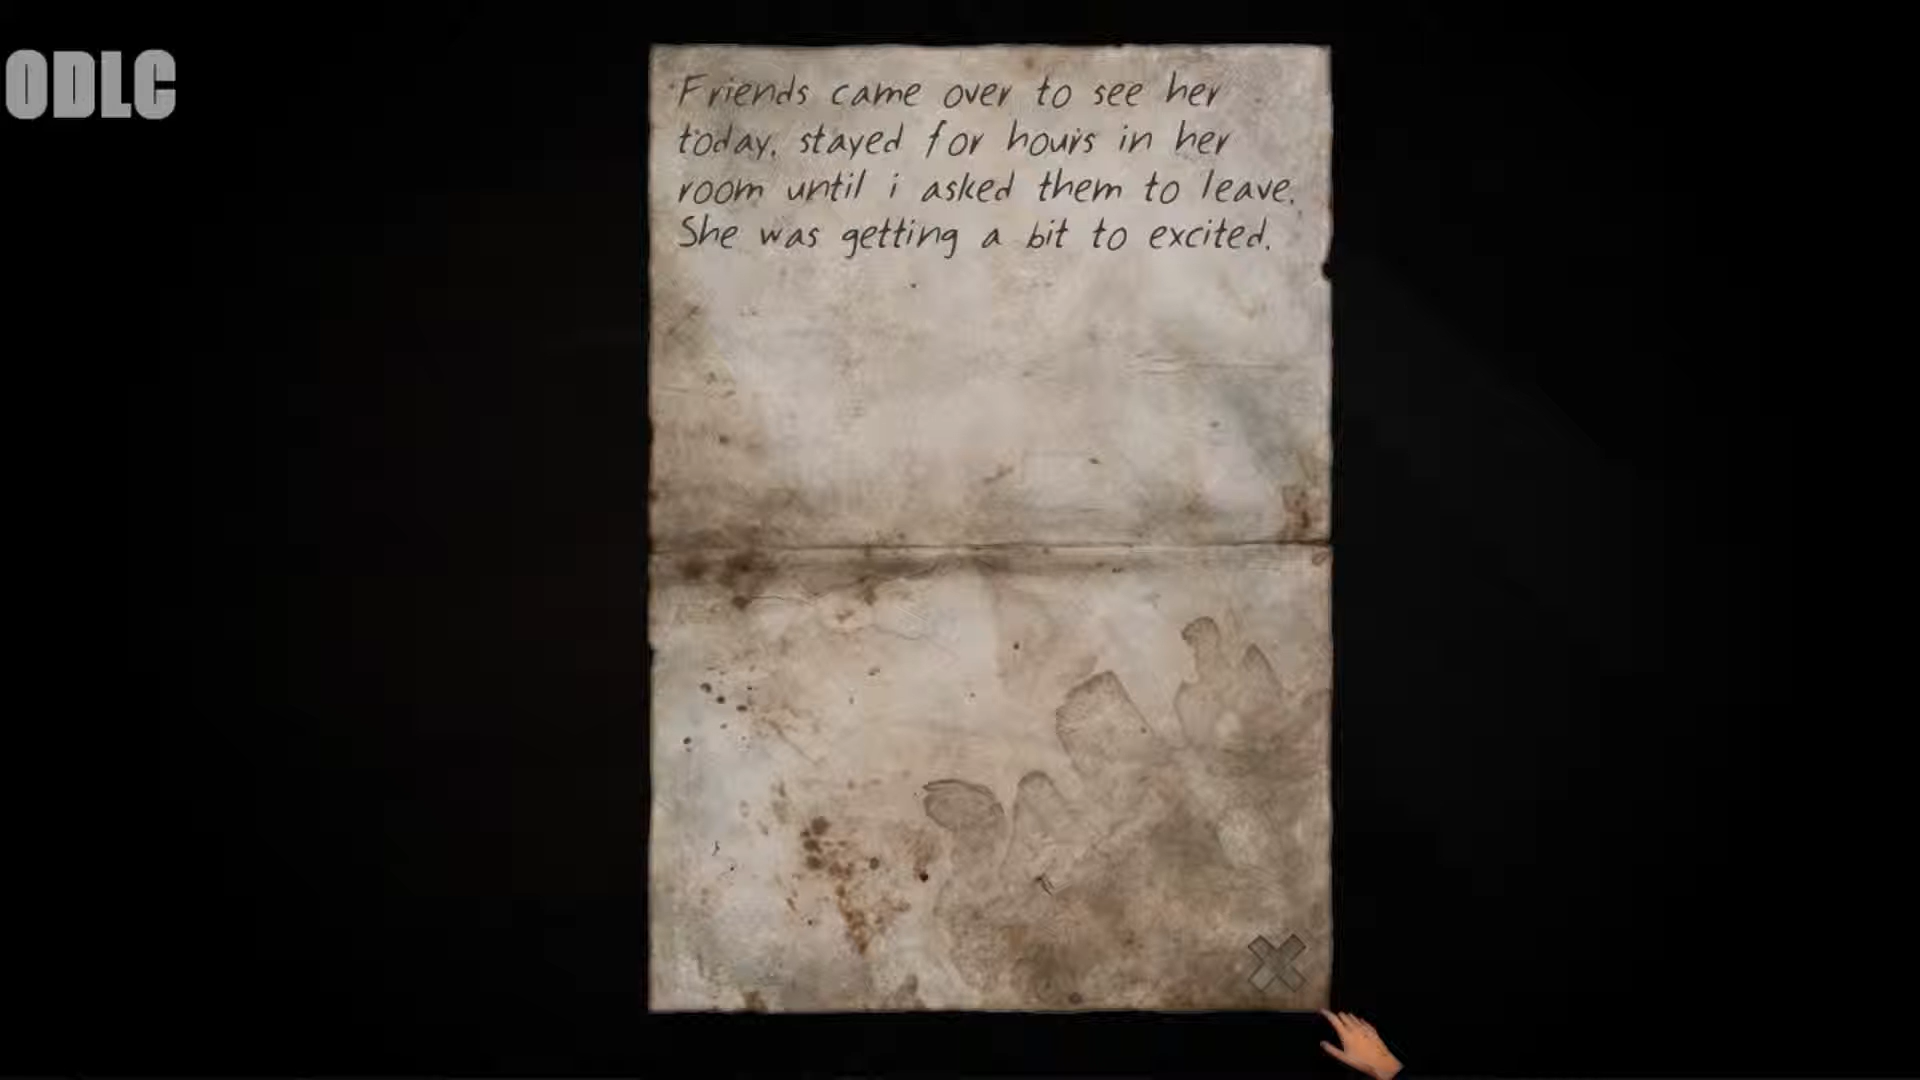 ODLC
Friends came over to see her
today, stayed for hours in her
room until i asked them to leave.
She was getting a bit to excited.